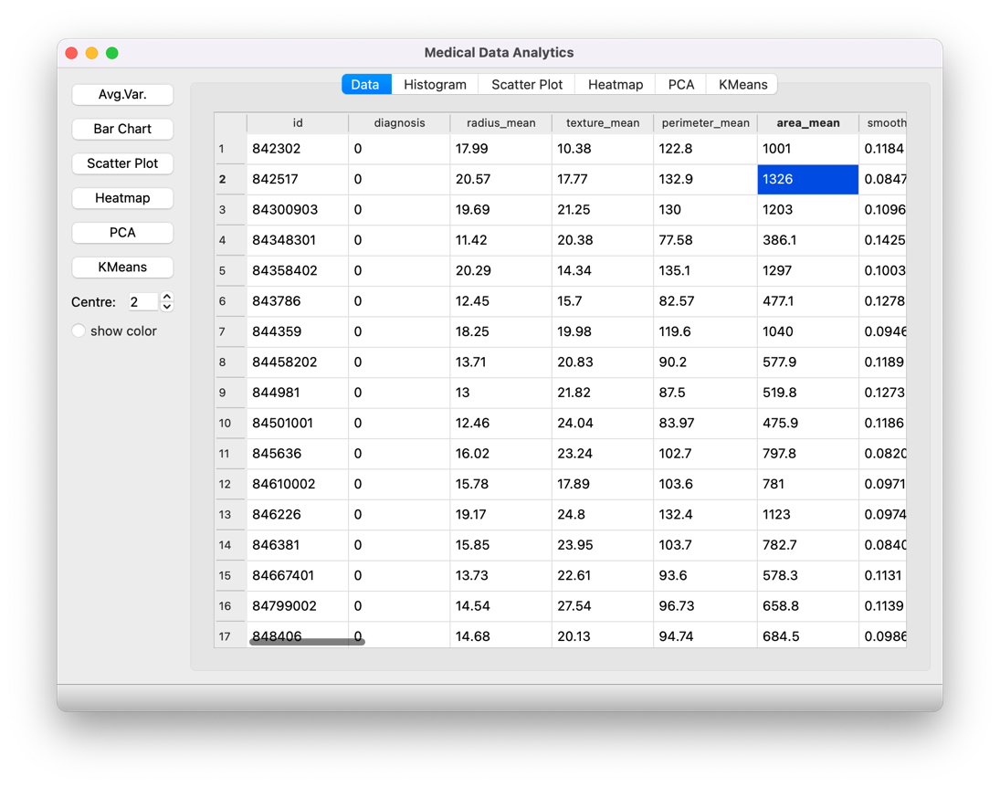 Medical Data Analytics
Avg.Var.
Bar Chart
Scatter Plot
Heatmap
PCA
KMeans
Centre: 2
show color
Data Histogram Scatter Plot Heatmap PCA KMeans
id diagnosis radius_mean texture_mean perimeter_mean area_mean smooth
1 842302 0 17.99 10.38 122.8 1001 0.1184
2 842517 0 20.57 17.77 132.9 1326 0.0847
3 84300903 0 19.69 21.25 130 1203 0.1096
4 84348301 0 11.42 20.38 77.58 386.1 0.1425
5 84358402 0 20.29 14.34 135.1 1297 0.1003
6 843786 0 12.45 15.7 82.57 477.1 0.1278
7 844359 0 18.25 19.98 119.6 1040 0.0946
8 84458202 0 13.71 20.83 90.2 577.9 0.1189
9 844981 0 13 21.82 87.5 519.8 0.1273
10 84501001 0 12.46 24.04 83.97 475.9 0.1186
11 845636 0 16.02 23.24 102.7 797.8 0.0820
12 84610002 0 15.78 17.89 103.6 781 0.0971
13 846226 0 19.17 24.8 132.4 1123 0.0974
14 846381 0 15.85 23.95 103.7 782.7 0.0840
15 84667401 0 13.73 22.61 93.6 578.3 0.1131
16 84799002 0 14.54 27.54 96.73 658.8 0.1139
17 848406 0 14.68 20.13 94.74 684.5 0.0986